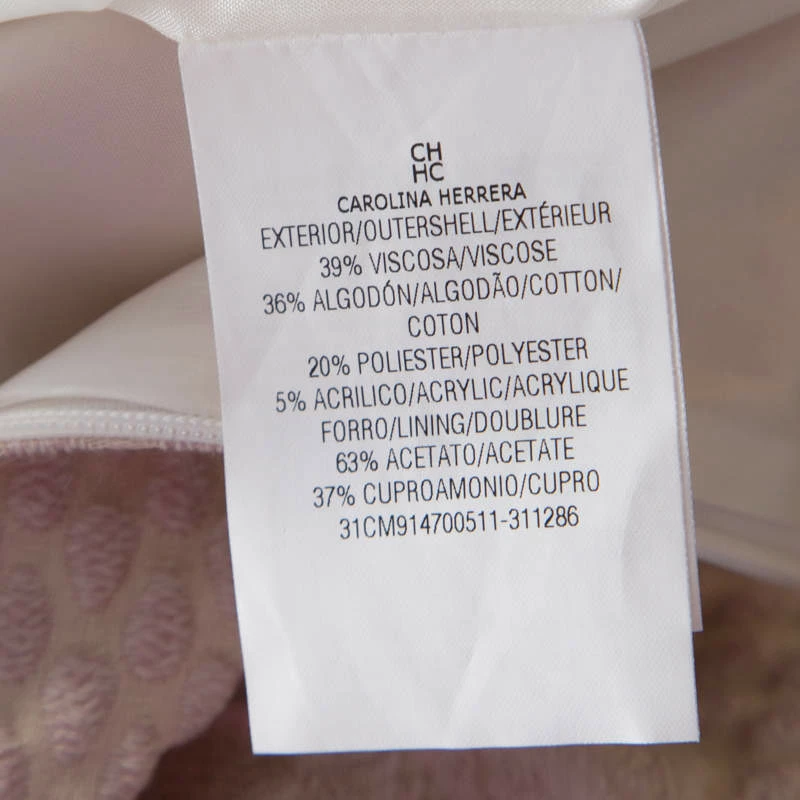 CH
HC
CAROLINA HERRERA
EXTERIOR/OUTERSHELL/EXTÉRIEUR
39% VISCOSA/VISCOSE
36% ALGODÓN/ALGODÃO/COTTON/
COTON
20% POLIESTER/POLYESTER
5% ACRILICO/ACRYLIC/ACRYLIQUE
FORRO/LINING/DOUBLURE
63% ACETATO/ACETATE
37% CUPROAMONIO/CUPRO
31CM914700511-311286